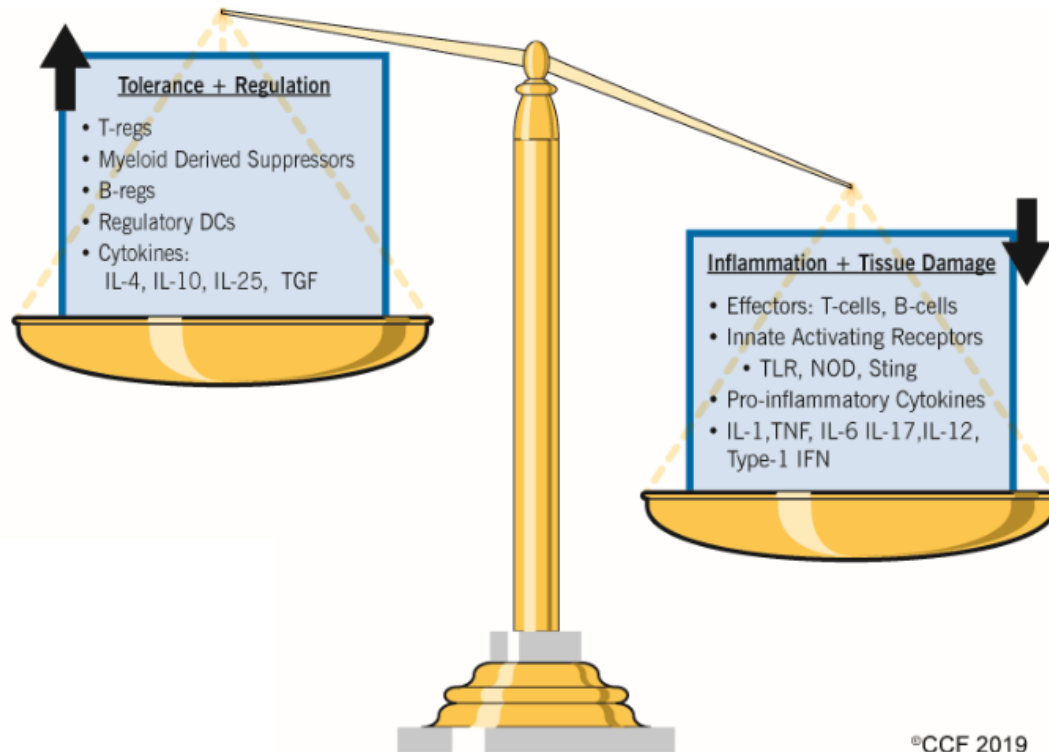 Tolerance + Regulation
• T-regs
• Myeloid Derived Suppressors
• B-regs
• Regulatory DCs
• Cytokines:
IL-4, IL-10, IL-25, TGF
Inflammation + Tissue Damage
• Effectors: T-cells, B-cells
• Innate Activating Receptors
• TLR, NOD, Sting
• Pro-inflammatory Cytokines
• IL-1,TNF, IL-6 IL-17,IL-12,
Type-1 IFN
©CCF 2019